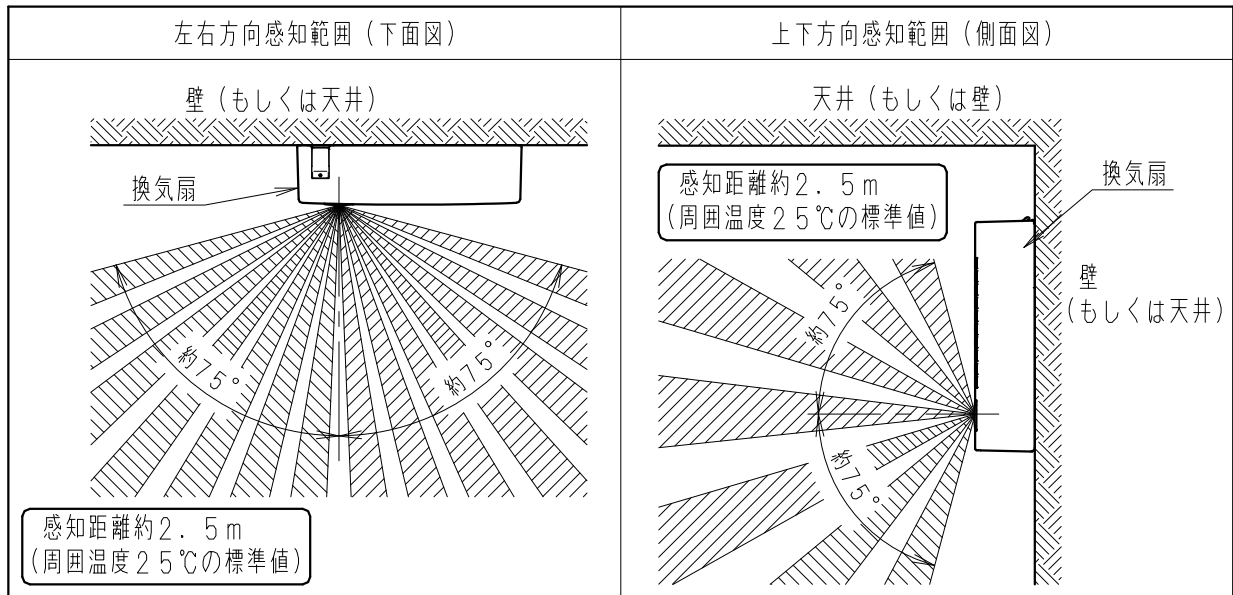 左右方向感知範囲（下面図）
壁（もしくは天井）
換気扇
約７５°
約７５°
感知距離約２．５ｍ
（周囲温度２５℃の標準値）
上下方向感知範囲（側面図）
天井（もしくは壁）
感知距離約２．５ｍ
（周囲温度２５℃の標準値）
換気扇
壁
（もしくは天井）
約７５°
約７５°